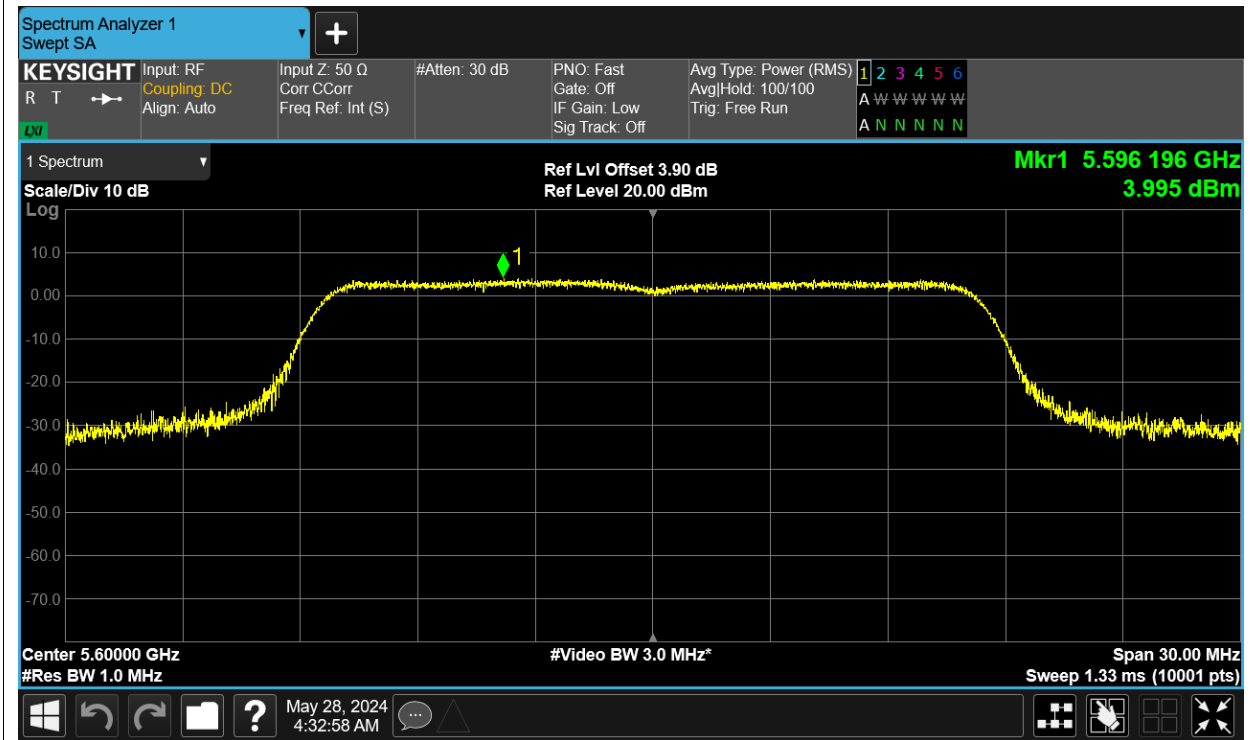 Spectrum Analyzer 1
Swept SA
KEYSIGHT
R T
LXI
Input: RF
Coupling: DC
Align: Auto
Input Z: 50 Ω
Corr CCorr
Freq Ref: Int (S)
#Atten: 30 dB
PNO: Fast
Gate: Off
IF Gain: Low
Sig Track: Off
Avg Type: Power (RMS)
Avg|Hold: 100/100
Trig: Free Run
1 2 3 4 5 6
A W W W W W
A N N N N N
1 Spectrum
Scale/Div 10 dB
Log
Ref Lvl Offset 3.90 dB
Ref Level 20.00 dBm
Mkr1 5.596 196 GHz
3.995 dBm
1
10.0
0.00
-10.0
-20.0
-30.0
-40.0
-50.0
-60.0
-70.0
Center 5.60000 GHz
#Res BW 1.0 MHz
#Video BW 3.0 MHz*
Span 30.00 MHz
Sweep 1.33 ms (10001 pts)
?
May 28, 2024
4:32:58 AM